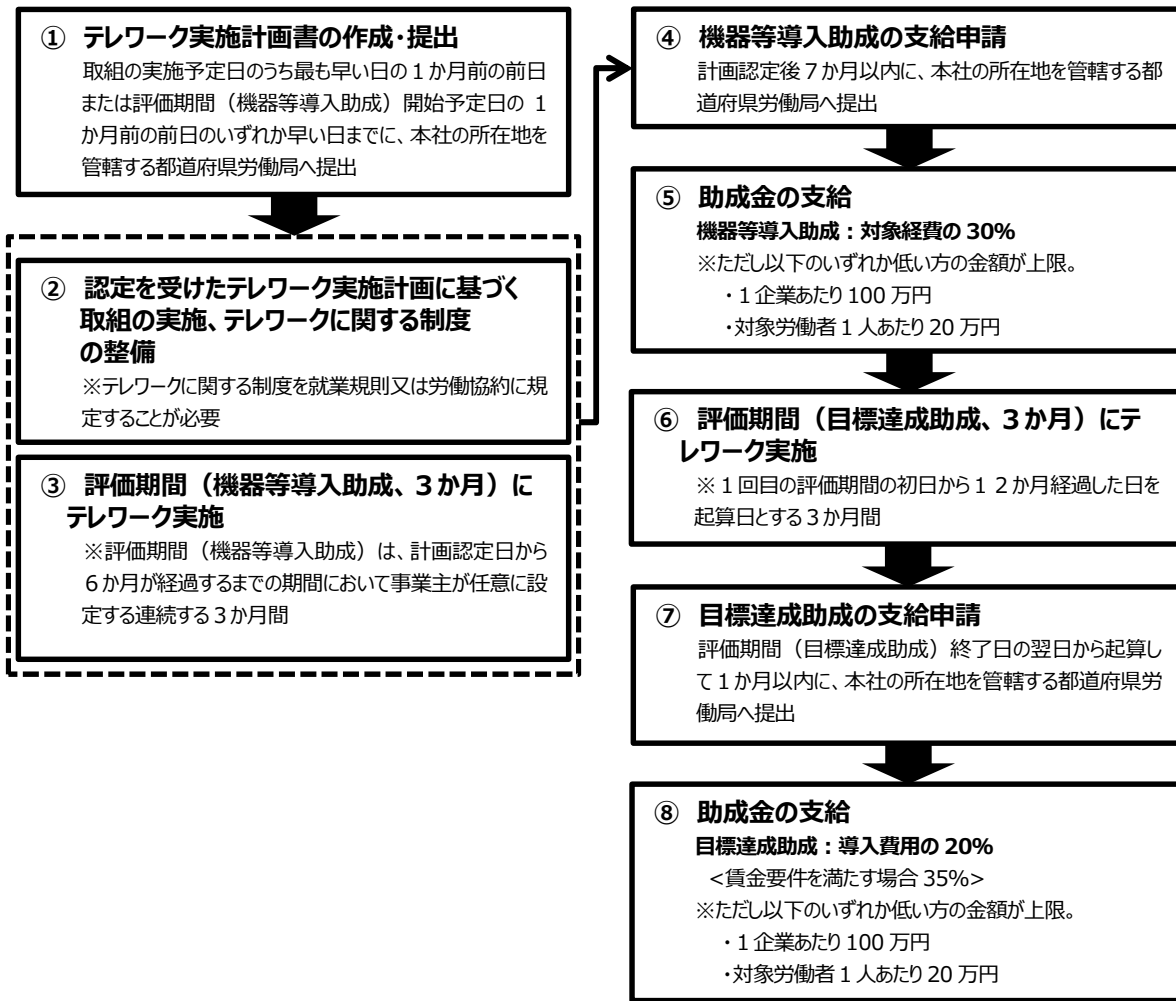 ① テレワーク実施計画書の作成・提出
取組の実施予定日のうち最も早い日の１か月前の前日
または評価期間（機器等導入助成）開始予定日の １
か月前の前日のいずれか早い日までに、本社の所在地を
管轄する都道府県労働局へ提出
② 認定を受けたテレワーク実施計画に基づく
取組の実施、テレワークに関する制度
の整備
※テレワークに関する制度を就業規則又は労働協約に規
定することが必要
③ 評価期間（機器等導入助成、３か月）に
テレワーク実施
※評価期間（機器等導入助成）は、計画認定日から
６か月が経過するまでの期間において事業主が任意に設
定する連続する３か月間
④ 機器等導入助成の支給申請
計画認定後７か月以内に、本社の所在地を管轄する都
道府県労働局へ提出
⑤ 助成金の支給
機器等導入助成：対象経費の 30%
※ただし以下のいずれか低い方の金額が上限。
・１企業あたり 100 万円
・対象労働者１人あたり 20 万円
⑥ 評価期間（目標達成助成、３か月）にテ
レワーク実施
※１回目の評価期間の初日から１２か月経過した日を
起算日とする３か月間
⑦ 目標達成助成の支給申請
評価期間（目標達成助成）終了日の翌日から起算し
て１か月以内に、本社の所在地を管轄する都道府県労
働局へ提出
⑧ 助成金の支給
目標達成助成：導入費用の 20%
<賃金要件を満たす場合 35%>
※ただし以下のいずれか低い方の金額が上限。
・１企業あたり 100 万円
・対象労働者１人あたり 20 万円